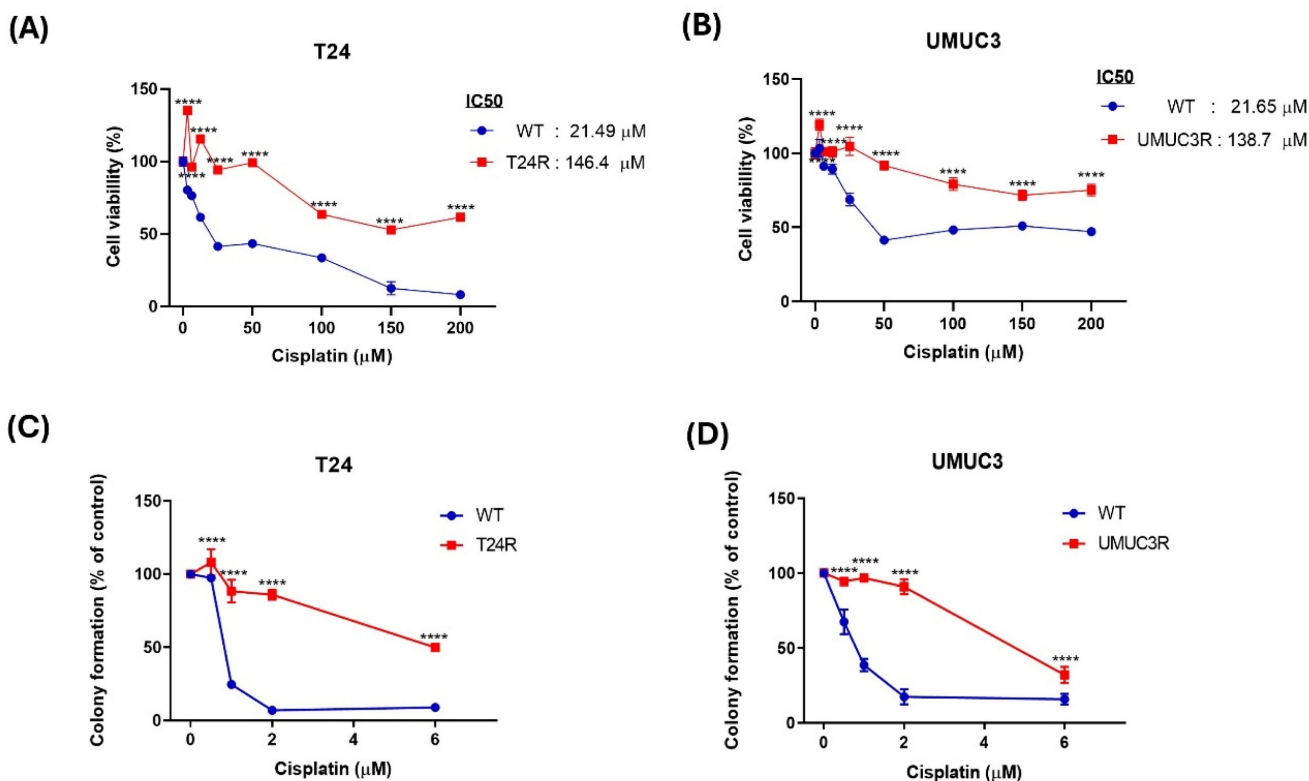 (A)
T24
Cell viabillity (%)
150
100
50
0
0 50 100 150 200
Cisplatin (μM)
**** **** **** **** **** **** **** ****
IC50
WT : 21.49 μM
T24R : 146.4 μM
(B)
UMUC3
Cell viability (%)
150
100
50
0
0 50 100 150 200
Cisplatin (μM)
**** **** **** **** **** **** **** ****
IC50
WT : 21.65 μM
UMUC3R : 138.7 μM
(C)
T24
Colony formation (% of control)
150
100
50
0
0 2 4 6
Cisplatin (μM)
**** **** **** ****
WT
T24R
(D)
UMUC3
Colony formation (% of control)
150
100
50
0
0 2 4 6
Cisplatin (μM)
**** **** **** ****
WT
UMUC3R